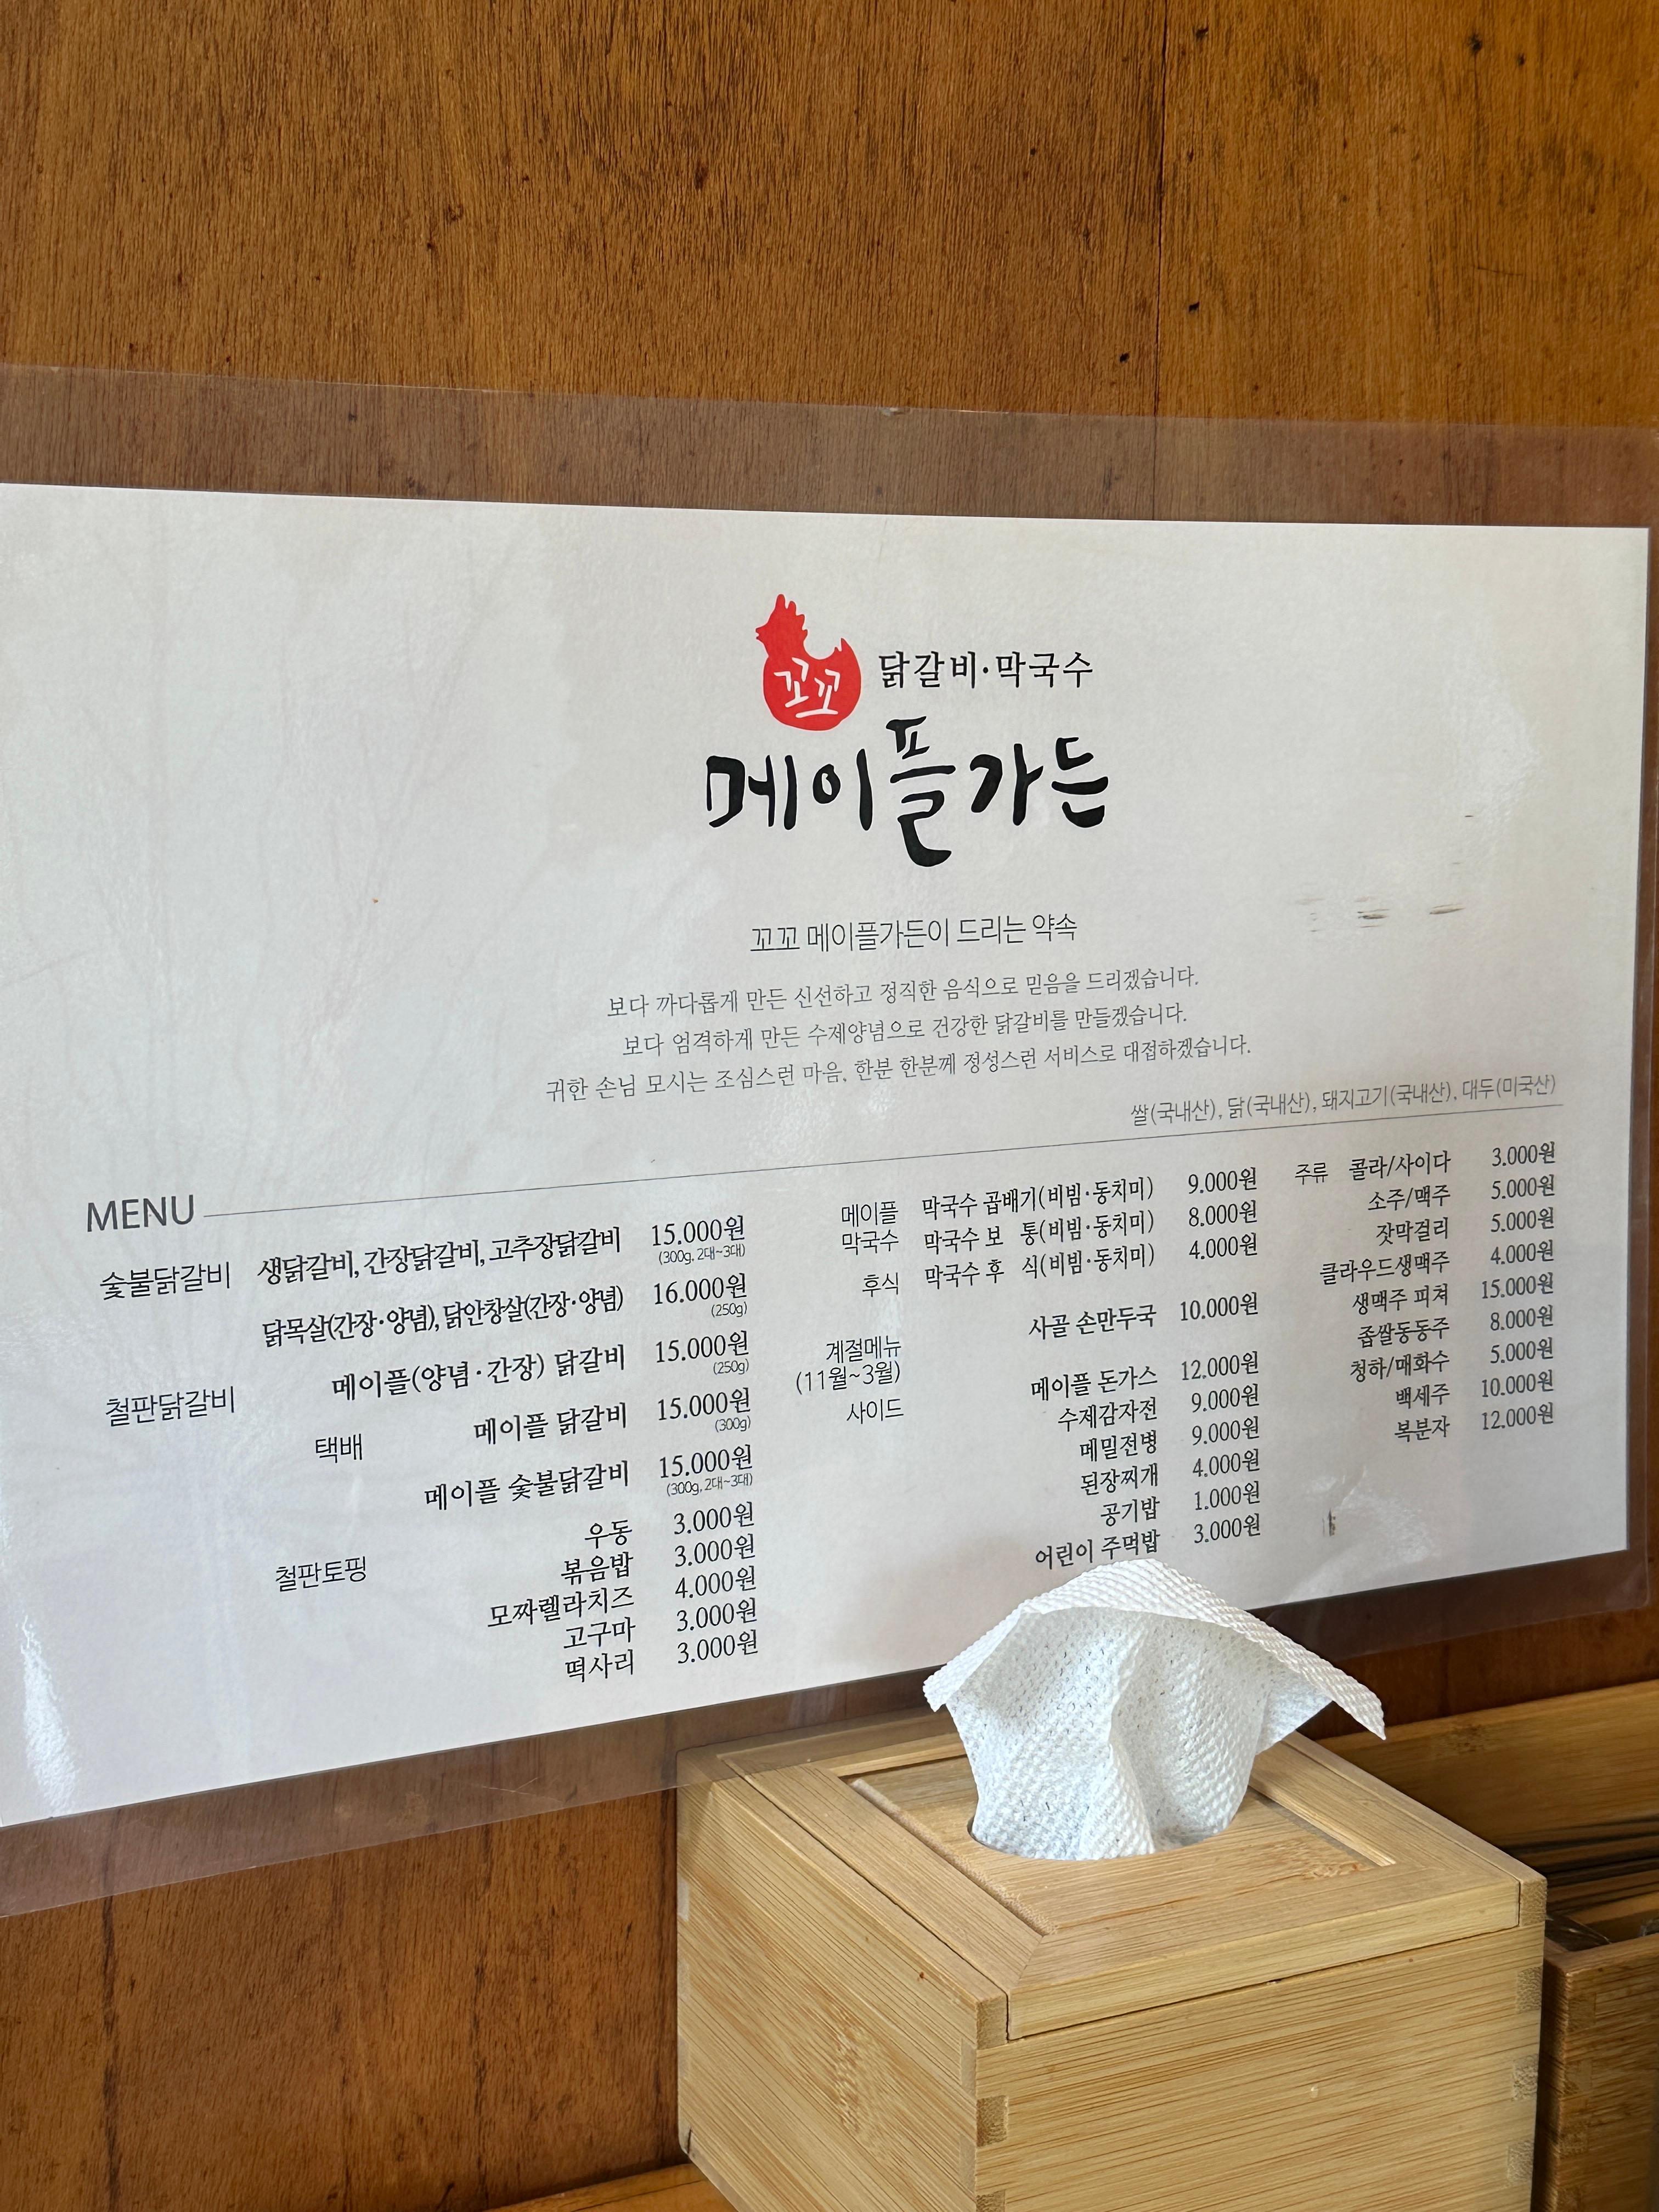 꼬꼬
닭갈비·막국수
메이플가든
꼬꼬 메이플가든이 드리는 약속
보다 까다롭게 만든 신선하고 정직한 음식으로 믿음을 드리겠습니다.
보다 엄격하게 만든 수제양념으로 건강한 닭갈비를 만들겠습니다.
귀한 손님 모시는 조심스런 마음, 한분 한분께 정성스런 서비스로 대접하겠습니다.
쌀(국내산), 닭(국내산), 돼지고기(국내산), 대두(미국산)
MENU
숯불닭갈비 생닭갈비, 간장닭갈비, 고추장닭갈비 15.000원
(300g, 2대~3대)
닭목살(간장·양념), 닭안창살(간장·양념) 16.000원
(250g)
메이플(양념·간장) 닭갈비 15.000원
(250g)
철판닭갈비 메이플 닭갈비 15.000원
(300g)
택배 메이플 숯불닭갈비 15.000원
(300g, 2대~3대)
철판토핑 우동 3.000원
볶음밥 3.000원
모짜렐라치즈 4.000원
고구마 3.000원
떡사리 3.000원
메이플 막국수 곱배기(비빔·동치미) 9.000원
막국수 막국수 보 통(비빔·동치미) 8.000원
후식 막국수 후 식(비빔·동치미) 4.000원
계절메뉴 사골 손만두국 10.000원
(11월~3월)
사이드 메이플 돈가스 12.000원
수제감자전 9.000원
메밀전병 9.000원
된장찌개 4.000원
공기밥 1.000원
어린이 주먹밥 3.000원
주류 콜라/사이다 3.000원
소주/맥주 5.000원
잣막걸리 5.000원
클라우드생맥주 4.000원
생맥주 피쳐 15.000원
좁쌀동동주 8.000원
청하/매화수 5.000원
백세주 10.000원
복분자 12.000원